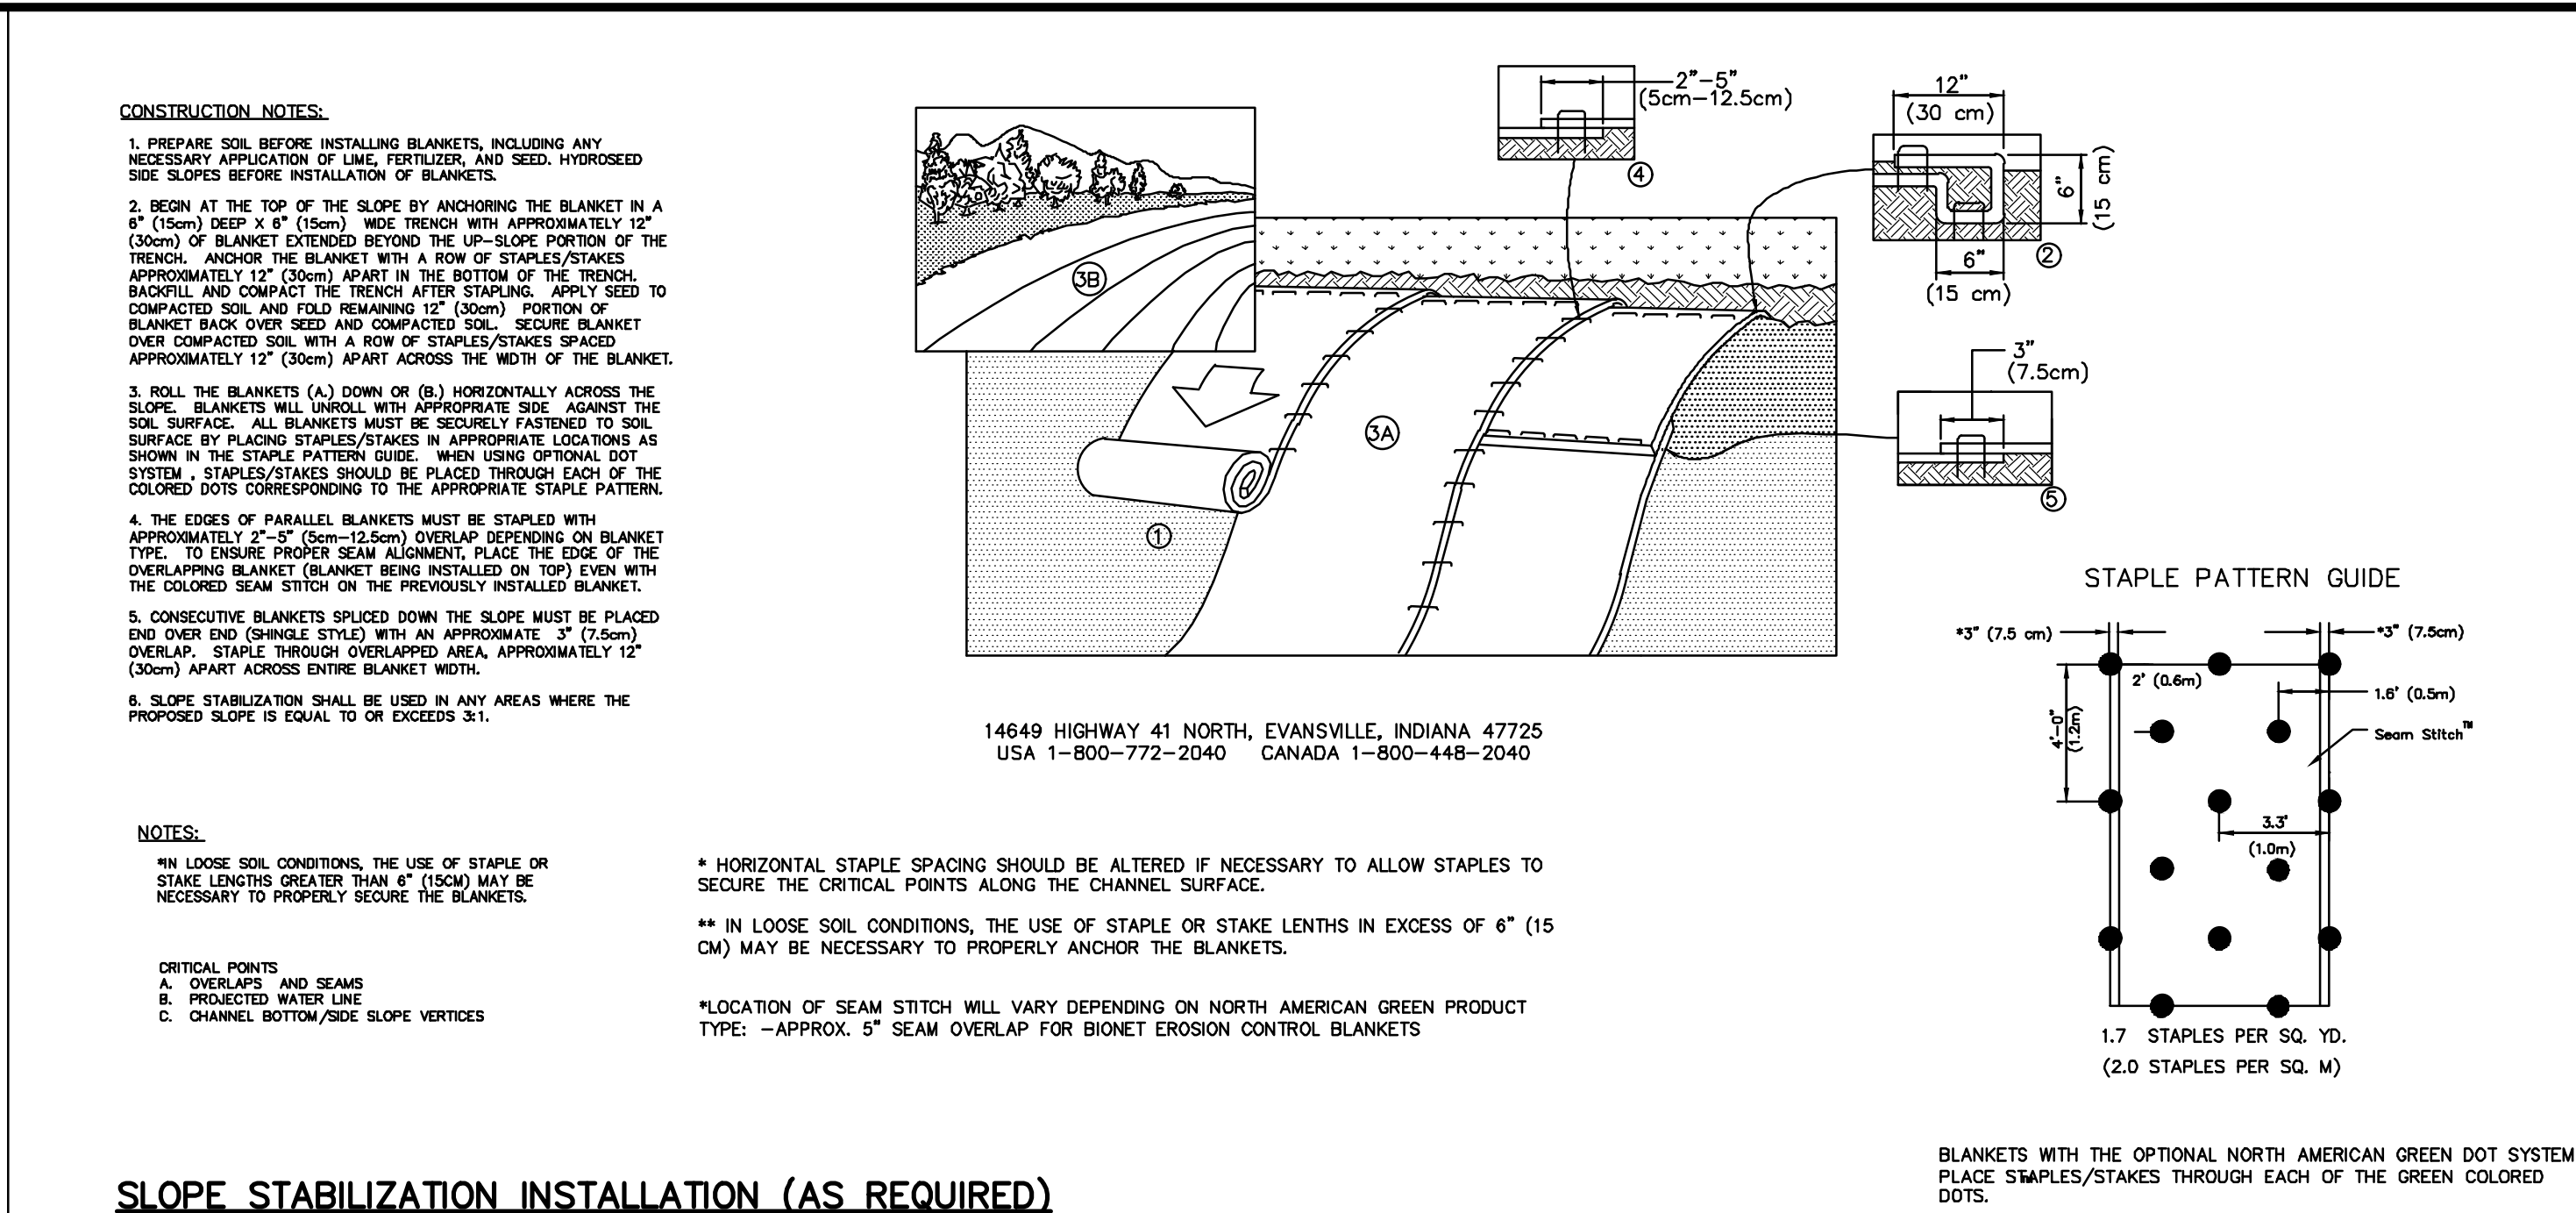 CONSTRUCTION NOTES:
1. PREPARE SOIL BEFORE INSTALLING BLANKETS, INCLUDING ANY
NECESSARY APPLICATION OF LIME, FERTILIZER, AND SEED. HYDROSEED
SIDE SLOPES BEFORE INSTALLATION OF BLANKETS.
2. BEGIN AT THE TOP OF THE SLOPE BY ANCHORING THE BLANKET IN A
6" (15cm) DEEP X 6" (15cm) WIDE TRENCH WITH APPROXIMATELY 12"
(30cm) OF BLANKET EXTENDED BEYOND THE UP-SLOPE PORTION OF THE
TRENCH. ANCHOR THE BLANKET WITH A ROW OF STAPLES/STAKES
APPROXIMATELY 12" (30cm) APART IN THE BOTTOM OF THE TRENCH.
BACKFILL AND COMPACT THE TRENCH AFTER STAPLING. APPLY SEED TO
COMPACTED SOIL AND FOLD REMAINING 12" (30cm) PORTION OF
BLANKET BACK OVER SEED AND COMPACTED SOIL. SECURE BLANKET
OVER COMPACTED SOIL WITH A ROW OF STAPLES/STAKES SPACED
APPROXIMATELY 12" (30cm) APART ACROSS THE WIDTH OF THE BLANKET.
3. ROLL THE BLANKETS (A.) DOWN OR (B.) HORIZONTALLY ACROSS THE
SLOPE. BLANKETS WILL UNROLL WITH APPROPRIATE SIDE AGAINST THE
SOIL SURFACE. ALL BLANKETS MUST BE SECURELY FASTENED TO SOIL
SURFACE BY PLACING STAPLES/STAKES IN APPROPRIATE LOCATIONS AS
SHOWN IN THE STAPLE PATTERN GUIDE. WHEN USING OPTIONAL DOT
SYSTEM , STAPLES/STAKES SHOULD BE PLACED THROUGH EACH OF THE
COLORED DOTS CORRESPONDING TO THE APPROPRIATE STAPLE PATTERN.
4. THE EDGES OF PARALLEL BLANKETS MUST BE STAPLED WITH
APPROXIMATELY 2"-5" (5cm-12.5cm) OVERLAP DEPENDING ON BLANKET
TYPE. TO ENSURE PROPER SEAM ALIGNMENT, PLACE THE EDGE OF THE
OVERLAPPING BLANKET (BLANKET BEING INSTALLED ON TOP) EVEN WITH
THE COLORED SEAM STITCH ON THE PREVIOUSLY INSTALLED BLANKET.
5. CONSECUTIVE BLANKETS SPLICED DOWN THE SLOPE MUST BE PLACED
END OVER END (SHINGLE STYLE) WITH AN APPROXIMATE 3" (7.5cm)
OVERLAP. STAPLE THROUGH OVERLAPPED AREA, APPROXIMATELY 12"
(30cm) APART ACROSS ENTIRE BLANKET WIDTH.
6. SLOPE STABILIZATION SHALL BE USED IN ANY AREAS WHERE THE
PROPOSED SLOPE IS EQUAL TO OR EXCEEDS 3:1.
3B
3A
1
2"-5"
(5cm-12.5cm)
4
12"
(30 cm)
6"
(15 cm)
2
6"
(15 cm)
3"
(7.5cm)
5
14649 HIGHWAY 41 NORTH, EVANSVILLE, INDIANA 47725
USA 1-800-772-2040 CANADA 1-800-448-2040
STAPLE PATTERN GUIDE
*3" (7.5 cm)
*3" (7.5cm)
2' (0.6m)
1.6' (0.5m)
4'-0"
(1.2m)
Seam Stitch™
3.3'
(1.0m)
1.7 STAPLES PER SQ. YD.
(2.0 STAPLES PER SQ. M)
NOTES:
*IN LOOSE SOIL CONDITIONS, THE USE OF STAPLE OR
STAKE LENGTHS GREATER THAN 6" (15CM) MAY BE
NECESSARY TO PROPERLY SECURE THE BLANKETS.
CRITICAL POINTS
A. OVERLAPS AND SEAMS
B. PROJECTED WATER LINE
C. CHANNEL BOTTOM/SIDE SLOPE VERTICES
* HORIZONTAL STAPLE SPACING SHOULD BE ALTERED IF NECESSARY TO ALLOW STAPLES TO
SECURE THE CRITICAL POINTS ALONG THE CHANNEL SURFACE.
** IN LOOSE SOIL CONDITIONS, THE USE OF STAPLE OR STAKE LENTHS IN EXCESS OF 6" (15
CM) MAY BE NECESSARY TO PROPERLY ANCHOR THE BLANKETS.
*LOCATION OF SEAM STITCH WILL VARY DEPENDING ON NORTH AMERICAN GREEN PRODUCT
TYPE: -APPROX. 5" SEAM OVERLAP FOR BIONET EROSION CONTROL BLANKETS
BLANKETS WITH THE OPTIONAL NORTH AMERICAN GREEN DOT SYSTEM
PLACE STAPLES/STAKES THROUGH EACH OF THE GREEN COLORED
DOTS.
SLOPE STABILIZATION INSTALLATION (AS REQUIRED)